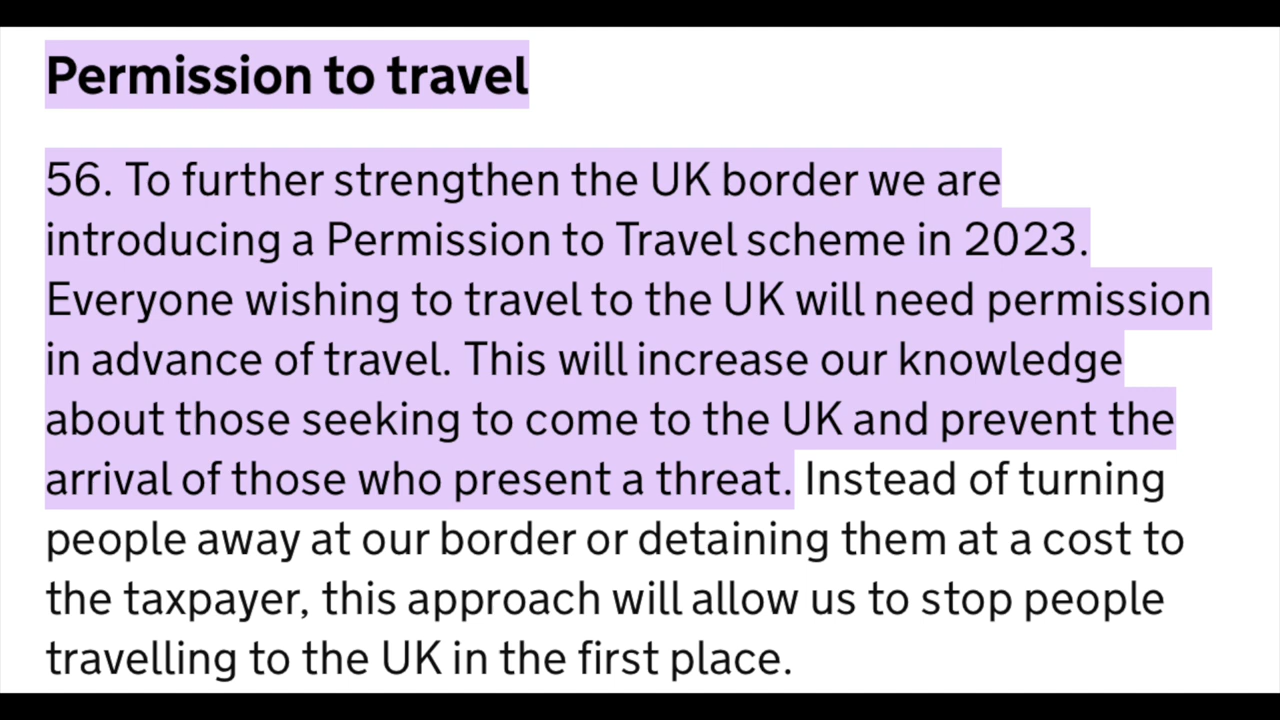 Permission to travel
56. To further strengthen the UK border we are
introducing a Permission to Travel scheme in 2023.
Everyone wishing to travel to the UK will need permission
in advance of travel. This will increase our knowledge
about those seeking to come to the UK and prevent the
arrival of those who present a threat. Instead of turning
people away at our border or detaining them at a cost to
the taxpayer, this approach will allow us to stop people
travelling to the UK in the first place.